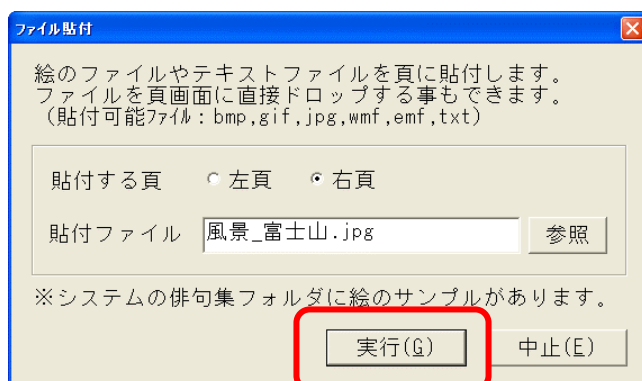 ファイル貼付
絵のファイルやテキストファイルを頁に貼付します。
ファイルを頁画面に直接ドロップする事もできます。
（貼付可能ﾌｧｲﾙ：bmp,gif,jpg,wmf,emf,txt）
貼付する頁 左頁 右頁
貼付ファイル 風景_富士山.jpg 参照
※システムの俳句集フォルダに絵のサンプルがあります。
実行(G) 中止(E)